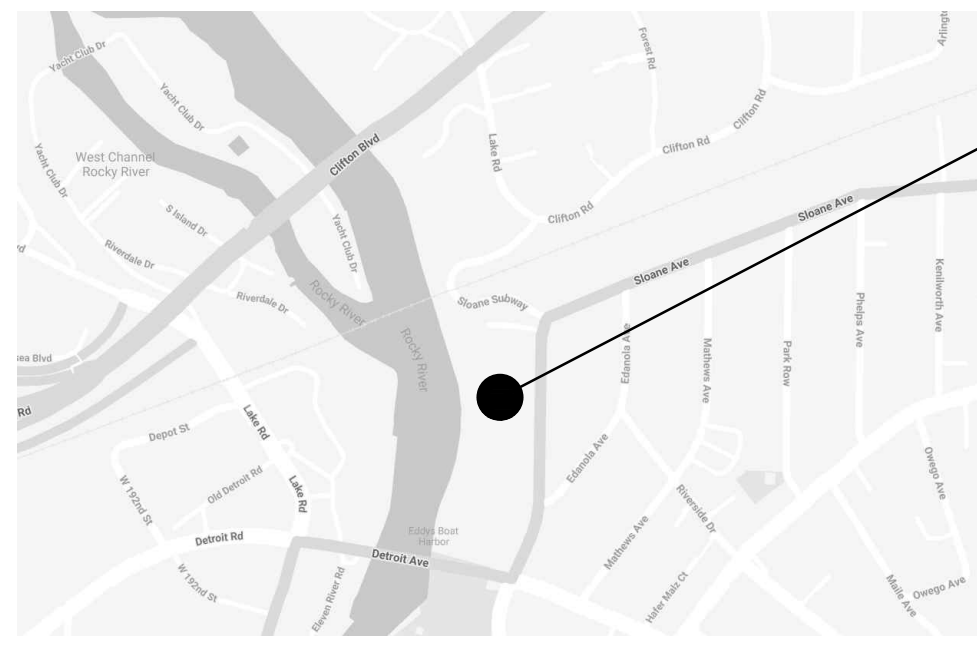 Yacht Club Dr
Forest Rd
Yacht Club Dr
Clifton Rd
Clifton Blvd
Lake Rd
Clifton Rd
West Channel
Rocky River
Yacht Club Dr
Clifton Rd
Sloane Ave
S Island Dr
Yacht Club Dr
Riverdale Dr
Sloane Ave
Kenilworth Ave
Rocky River
Riverdale Dr
Sloane Subway
Phelps Ave
Rocky River
Edanola Ave
Mathews Ave
Park Row
Rd
Lake Rd
Depot St
Edanola Ave
Old Detroit Rd
Lake Rd
W 192nd St
Owego Ave
Riverside Dr
Detroit Rd
Eddys Boat
Harbor
Mathews Ave
Detroit Ave
W 192nd St
Eleven River Rd
Hafer Malz Ct
Maile Ave
Owego Ave